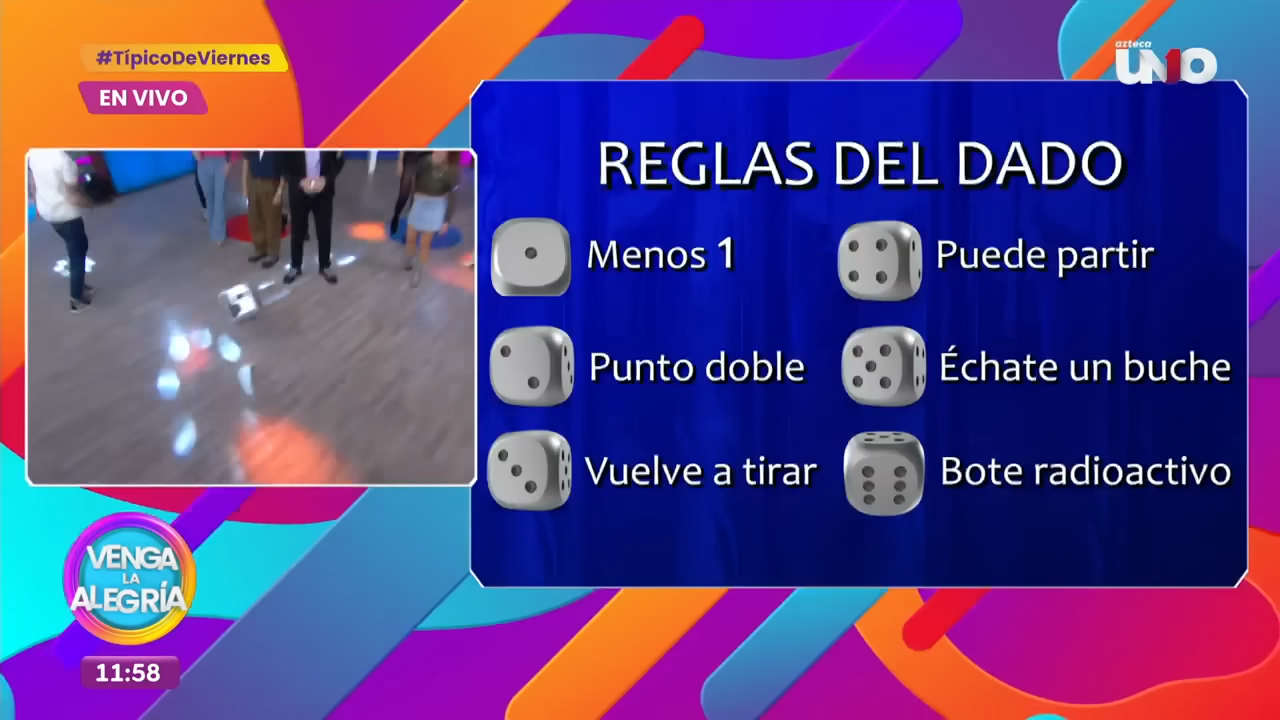 #TípicoDeViernes
EN VIVO
azteca
UN1O
REGLAS DEL DADO
Menos 1
Puede partir
Punto doble
Échate un buche
Vuelve a tirar
Bote radioactivo
VENGA
LA
ALEGRÍA
11:58